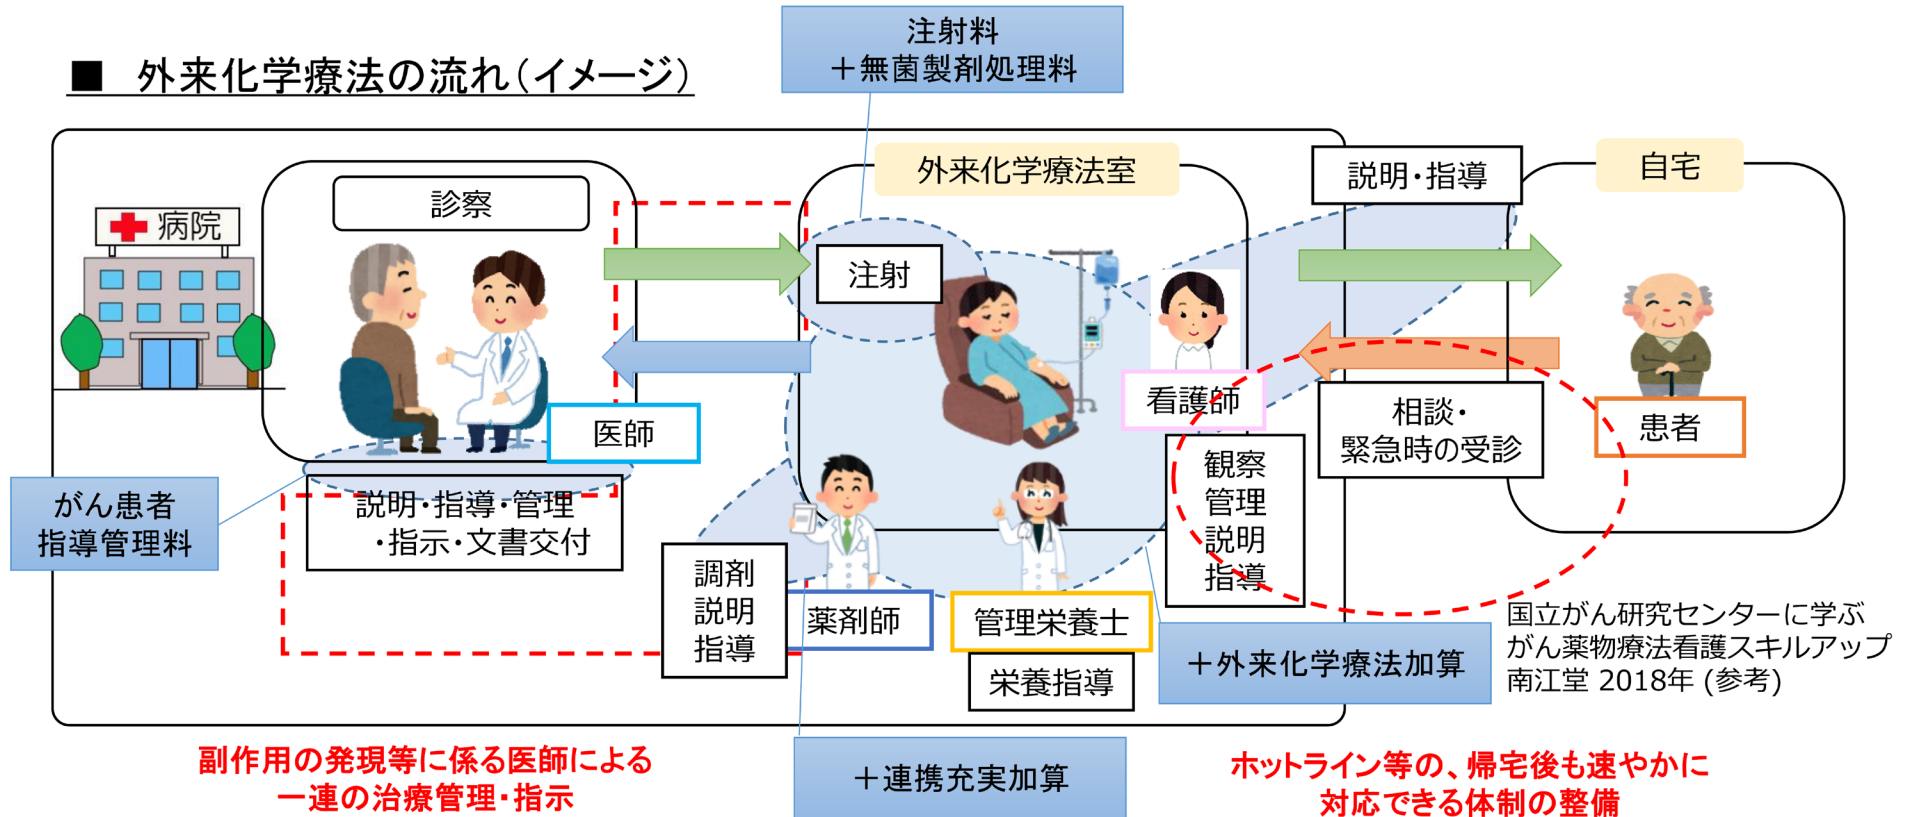 ■ 外来化学療法の流れ(イメージ)
注射料
＋無菌製剤処理料
病院
診察
外来化学療法室
説明・指導
自宅
注射
看護師
医師
相談・
緊急時の受診
患者
がん患者
指導管理料
説明・指導・管理
・指示・文書交付
観察
管理
説明
指導
調剤
説明
指導
薬剤師
管理栄養士
栄養指導
＋外来化学療法加算
国立がん研究センターに学ぶ
がん薬物療法看護スキルアップ
南江堂 2018年 (参考)
副作用の発現等に係る医師による
一連の治療管理・指示
＋連携充実加算
ホットライン等の、帰宅後も速やかに
対応できる体制の整備